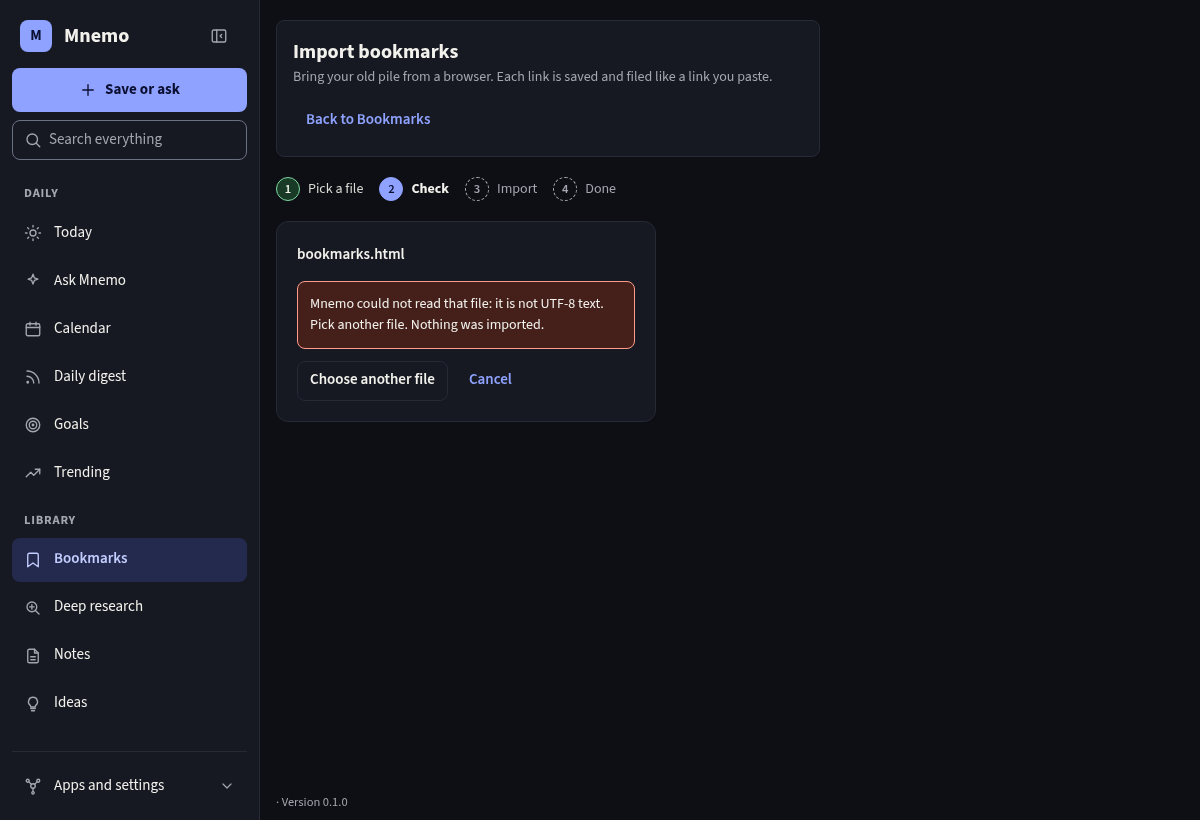 M
Mnemo
Save or ask
Search everything
DAILY
Today
Ask Mnemo
Calendar
Daily digest
Goals
Trending
LIBRARY
Bookmarks
Deep research
Notes
Ideas
Apps and settings
Import bookmarks
Bring your old pile from a browser. Each link is saved and filed like a link you paste.
Back to Bookmarks
1 Pick a file 2 Check 3 Import 4 Done
bookmarks.html
Mnemo could not read that file: it is not UTF-8 text.
Pick another file. Nothing was imported.
Choose another file Cancel
· Version 0.1.0